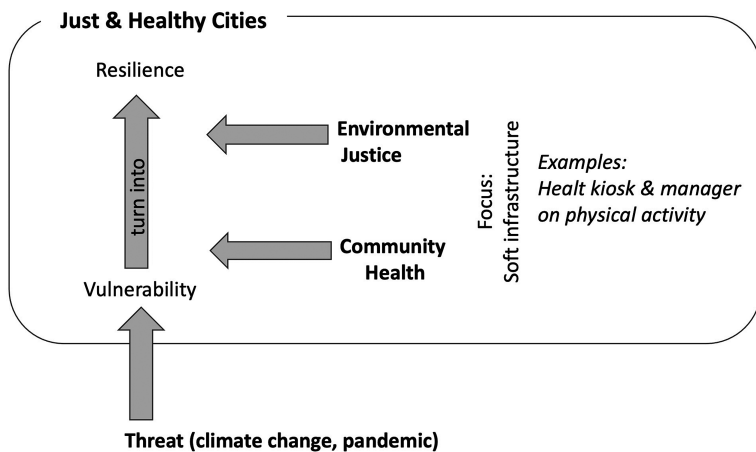 Just & Healthy Cities
Resilience
turn into
Vulnerability
Environmental
Justice
Community
Health
Focus:
Soft infrastructure
Examples:
Healt kiosk & manager
on physical activity
Threat (climate change, pandemic)